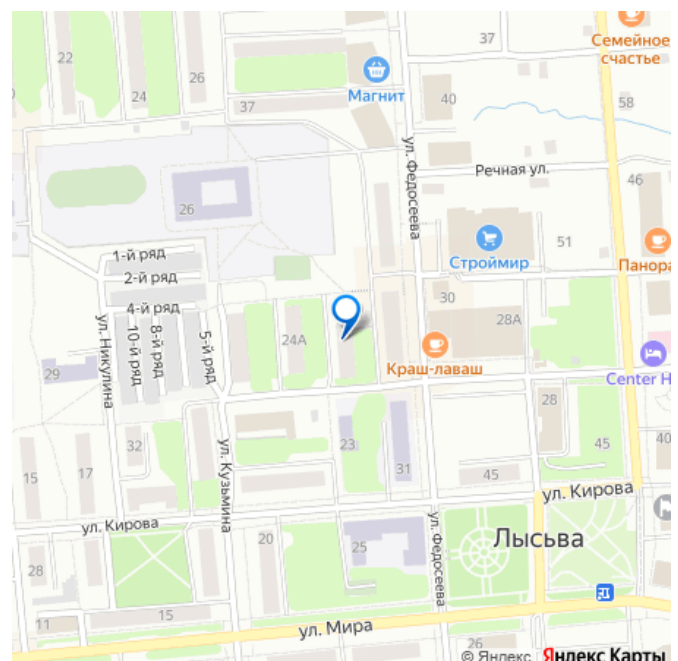 37
Семейное
счастье
22
24
26
Магнит
37
40
58
ул. Федосеева
Речная ул.
46
26
51
Строймир
Панора
1-й ряд
2-й ряд
4-й ряд
10-й ряд
8-й ряд
5-й ряд
ул. Никулина
24А
30
28А
Краш-лаваш
Center H
29
28
32
23
31
45
45
40
15
17
ул. Кузьмина
ул. Кирова
ул. Кирова
20
25
ул. Федосеева
Лысьва
28
11
15
ул. Мира
26
© Яндекс Яндекс Карты